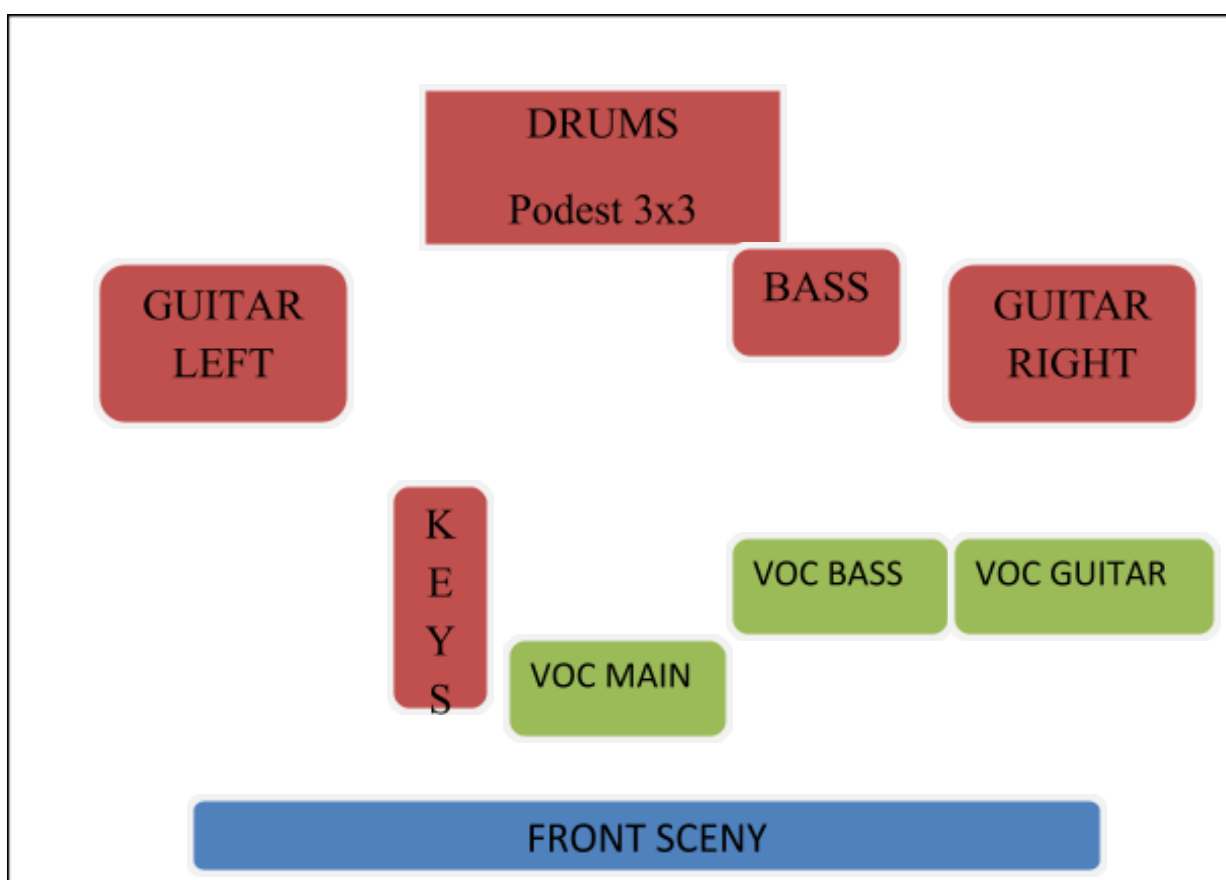 DRUMS
Podest 3x3
GUITAR
LEFT
BASS
GUITAR
RIGHT
K
E
Y
S
VOC BASS
VOC GUITAR
VOC MAIN
FRONT SCENY